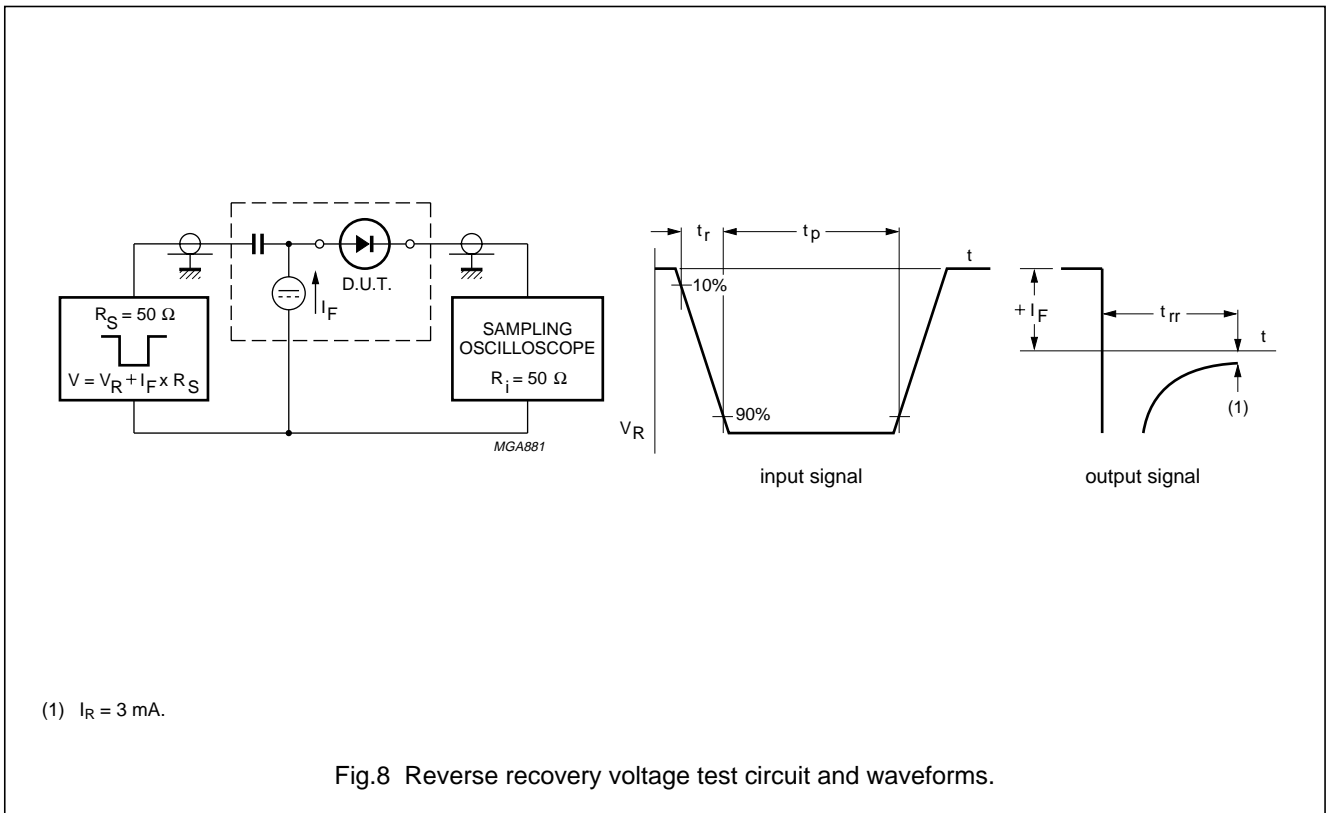 R_S = 50 Ω
V = V_R + I_F x R_S
I_F
D.U.T.
SAMPLING
OSCILLOSCOPE
R_i = 50 Ω
MGA881
t_r
t_p
t
10%
90%
V_R
input signal
+ I_F
t_rr
t
(1)
output signal
(1) I_R = 3 mA.
Fig.8 Reverse recovery voltage test circuit and waveforms.